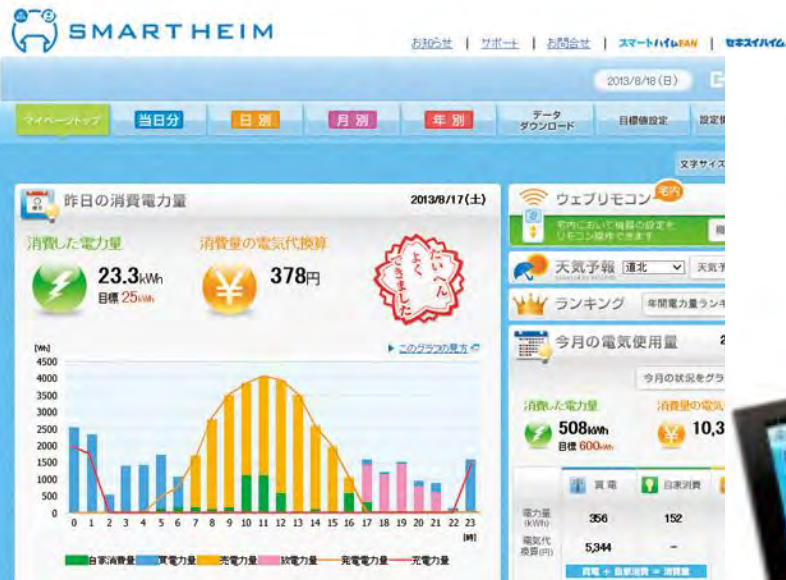 SMARTHEIM
お知らせ | サポート | お問合せ | スマートハイムFAN | セキスイハイム
2013/8/18(日)
マイページトップ 当日分 日別 月別 年別 データダウンロード 目標値設定
文字サイズ
昨日の消費電力量 2013/8/17(土)
消費した電力量 消費量の電気代換算
23.3kWh 378円
目標 25kWh
たいへん
よく
できました
このグラフの見方
[Wh]
4500
4000
3500
3000
2500
2000
1500
1000
500
0
0 1 2 3 4 5 6 7 8 9 10 11 12 13 14 15 16 17 18 19 20 21 22 23
[時]
自家消費量 買電力量 売電力量 放電力量 発電電力量 充電力量
ウェブリモコン 宅内
宅内において機器の設定を
リモコン操作できます
天気予報 道北
ランキング 年間電力量ランキ
今月の電気使用量
今月の状況をグラ
消費した電力量 消費量の電気
508kWh 10,3
目標 600kWh
買電 自家消費
電力量(kWh) 356 152
電気代換算(円) 5,344 -
買電 + 自家消費 = 消費量